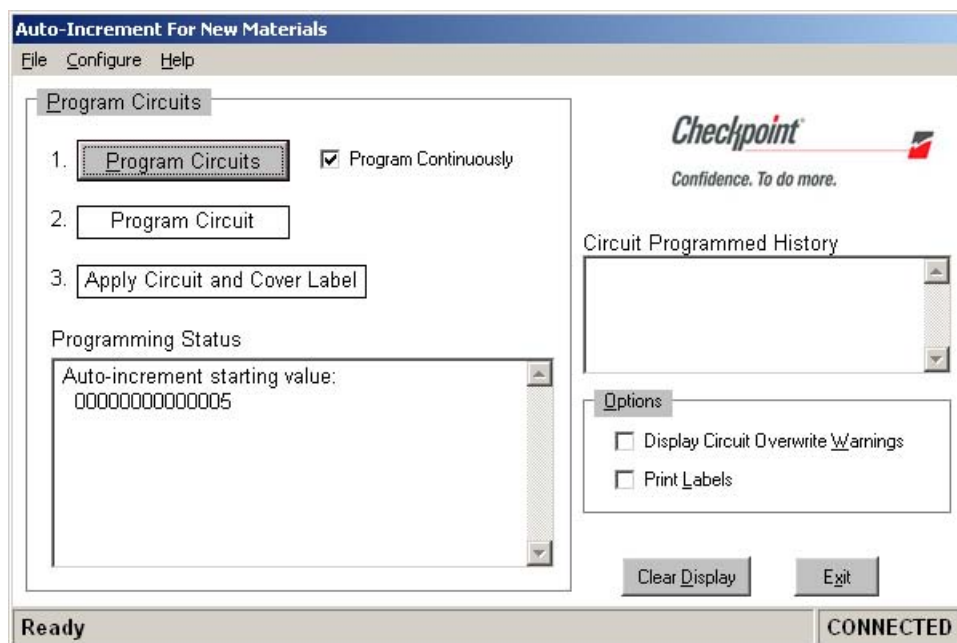 Auto-Increment For New Materials
File Configure Help
Program Circuits
1. Program Circuits Program Continuously
2. Program Circuit
3. Apply Circuit and Cover Label
Programming Status
Auto-increment starting value:
00000000000005
Checkpoint
Confidence. To do more.
Circuit Programmed History
Options
Display Circuit Overwrite Warnings
Print Labels
Clear Display Exit
Ready CONNECTED